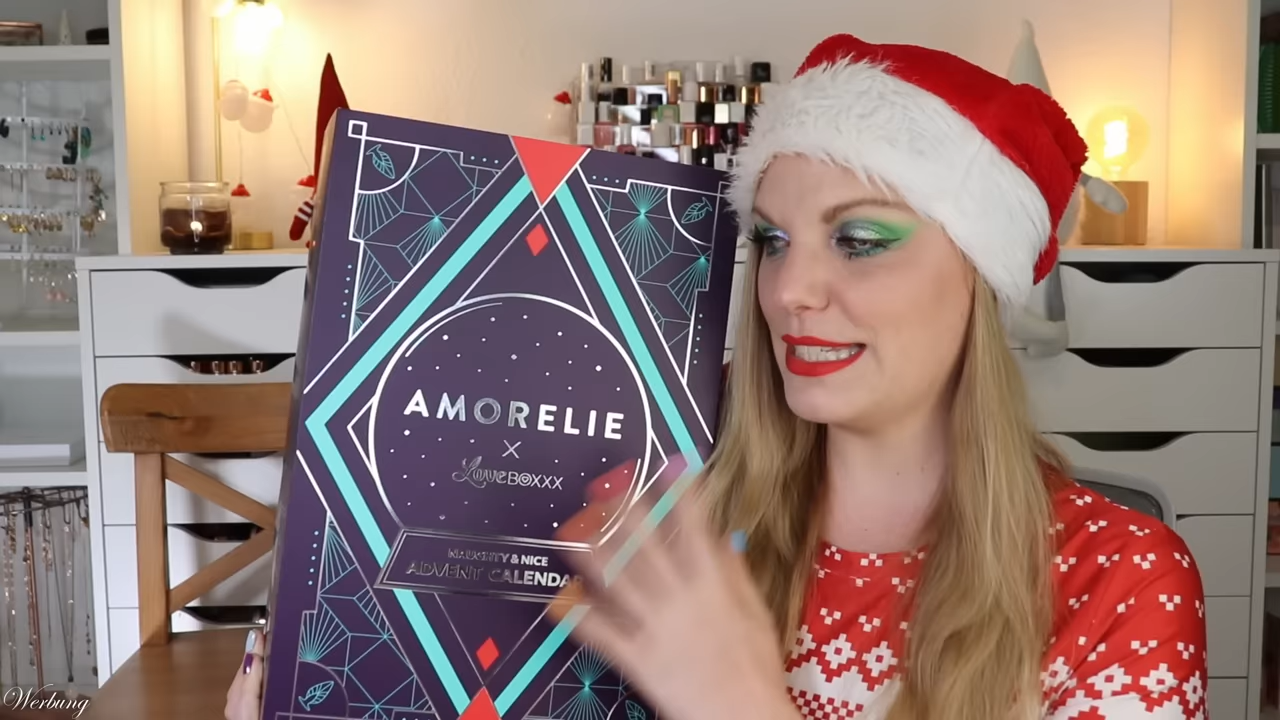 AMORELIE
X
LoveBOXXX
NAUGHTY & NICE
ADVENT CALENDAR
Werbung